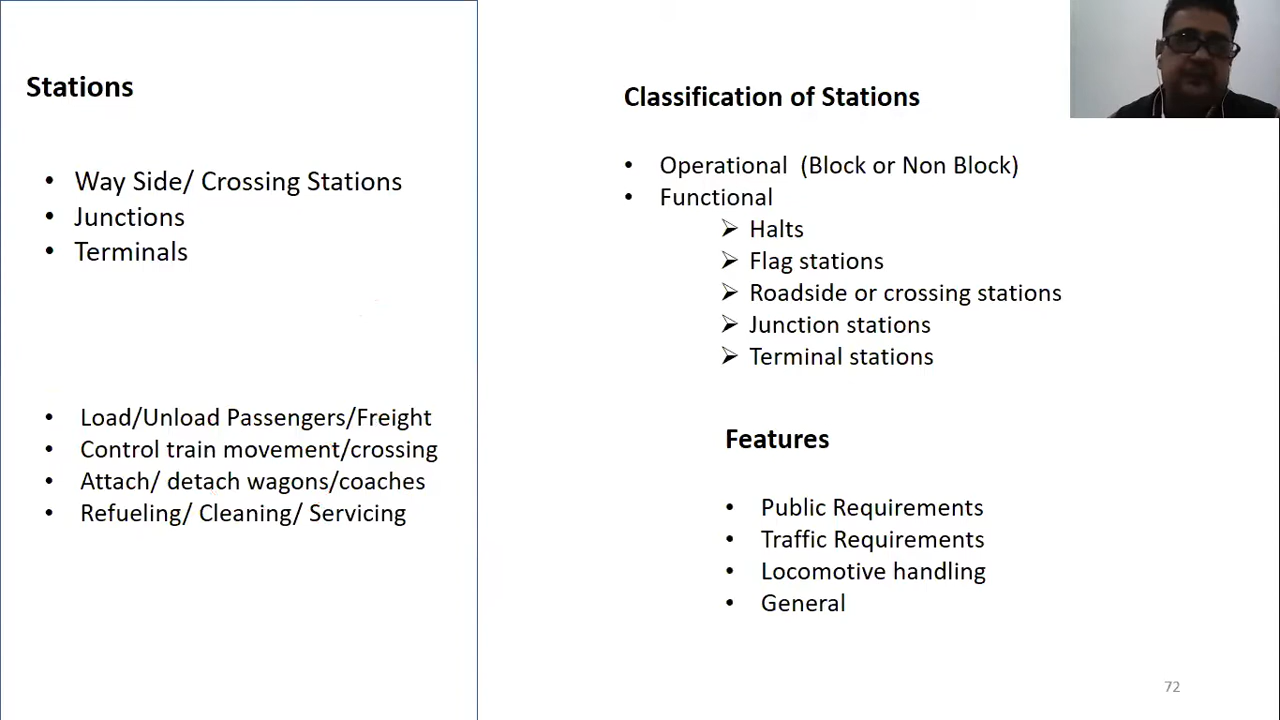 Stations
• Way Side/ Crossing Stations
• Junctions
• Terminals
• Load/Unload Passengers/Freight
• Control train movement/crossing
• Attach/ detach wagons/coaches
• Refueling/ Cleaning/ Servicing
Classification of Stations
• Operational (Block or Non Block)
• Functional
➢ Halts
➢ Flag stations
➢ Roadside or crossing stations
➢ Junction stations
➢ Terminal stations
Features
• Public Requirements
• Traffic Requirements
• Locomotive handling
• General
72